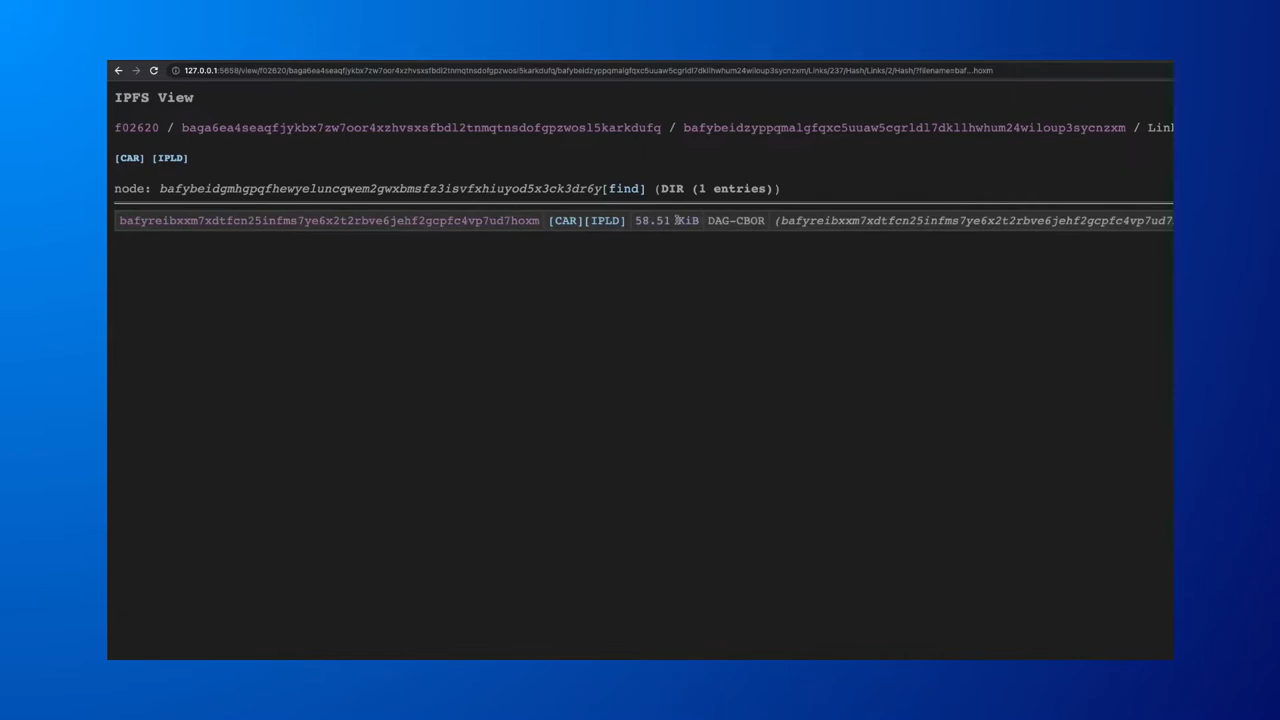 127.0.0.1:5658/view/f02620/baga6ea4seaqfjykbx7zw7oor4xzhvsxsfbdl2tnmqtnsdofgpzwosl5karkdufq/bafybeidzyppqmalgfqxc5uuaw5cgrldl7dkllhwhum24wiloup3sycnzxm/Links/237/Hash/Links/2/Hash/?filename=baf...hoxm
IPFS View
f02620 / baga6ea4seaqfjykbx7zw7oor4xzhvsxsfbdl2tnmqtnsdofgpzwosl5karkdufq / bafybeidzyppqmalgfqxc5uuaw5cgrldl7dkllhwhum24wiloup3sycnzxm / Lin
[CAR] [IPLD]
node: bafybeidgmhgpqfhewyeluncqwem2gwxbmsfz3isvfxhiuyod5x3ck3dr6y[find] (DIR (1 entries))
bafyreibxxm7xdtfcn25infms7ye6x2t2rbve6jehf2gcpfc4vp7ud7hoxm [CAR][IPLD] 58.51 KiB DAG-CBOR (bafyreibxxm7xdtfcn25infms7ye6x2t2rbve6jehf2gcpfc4vp7ud7